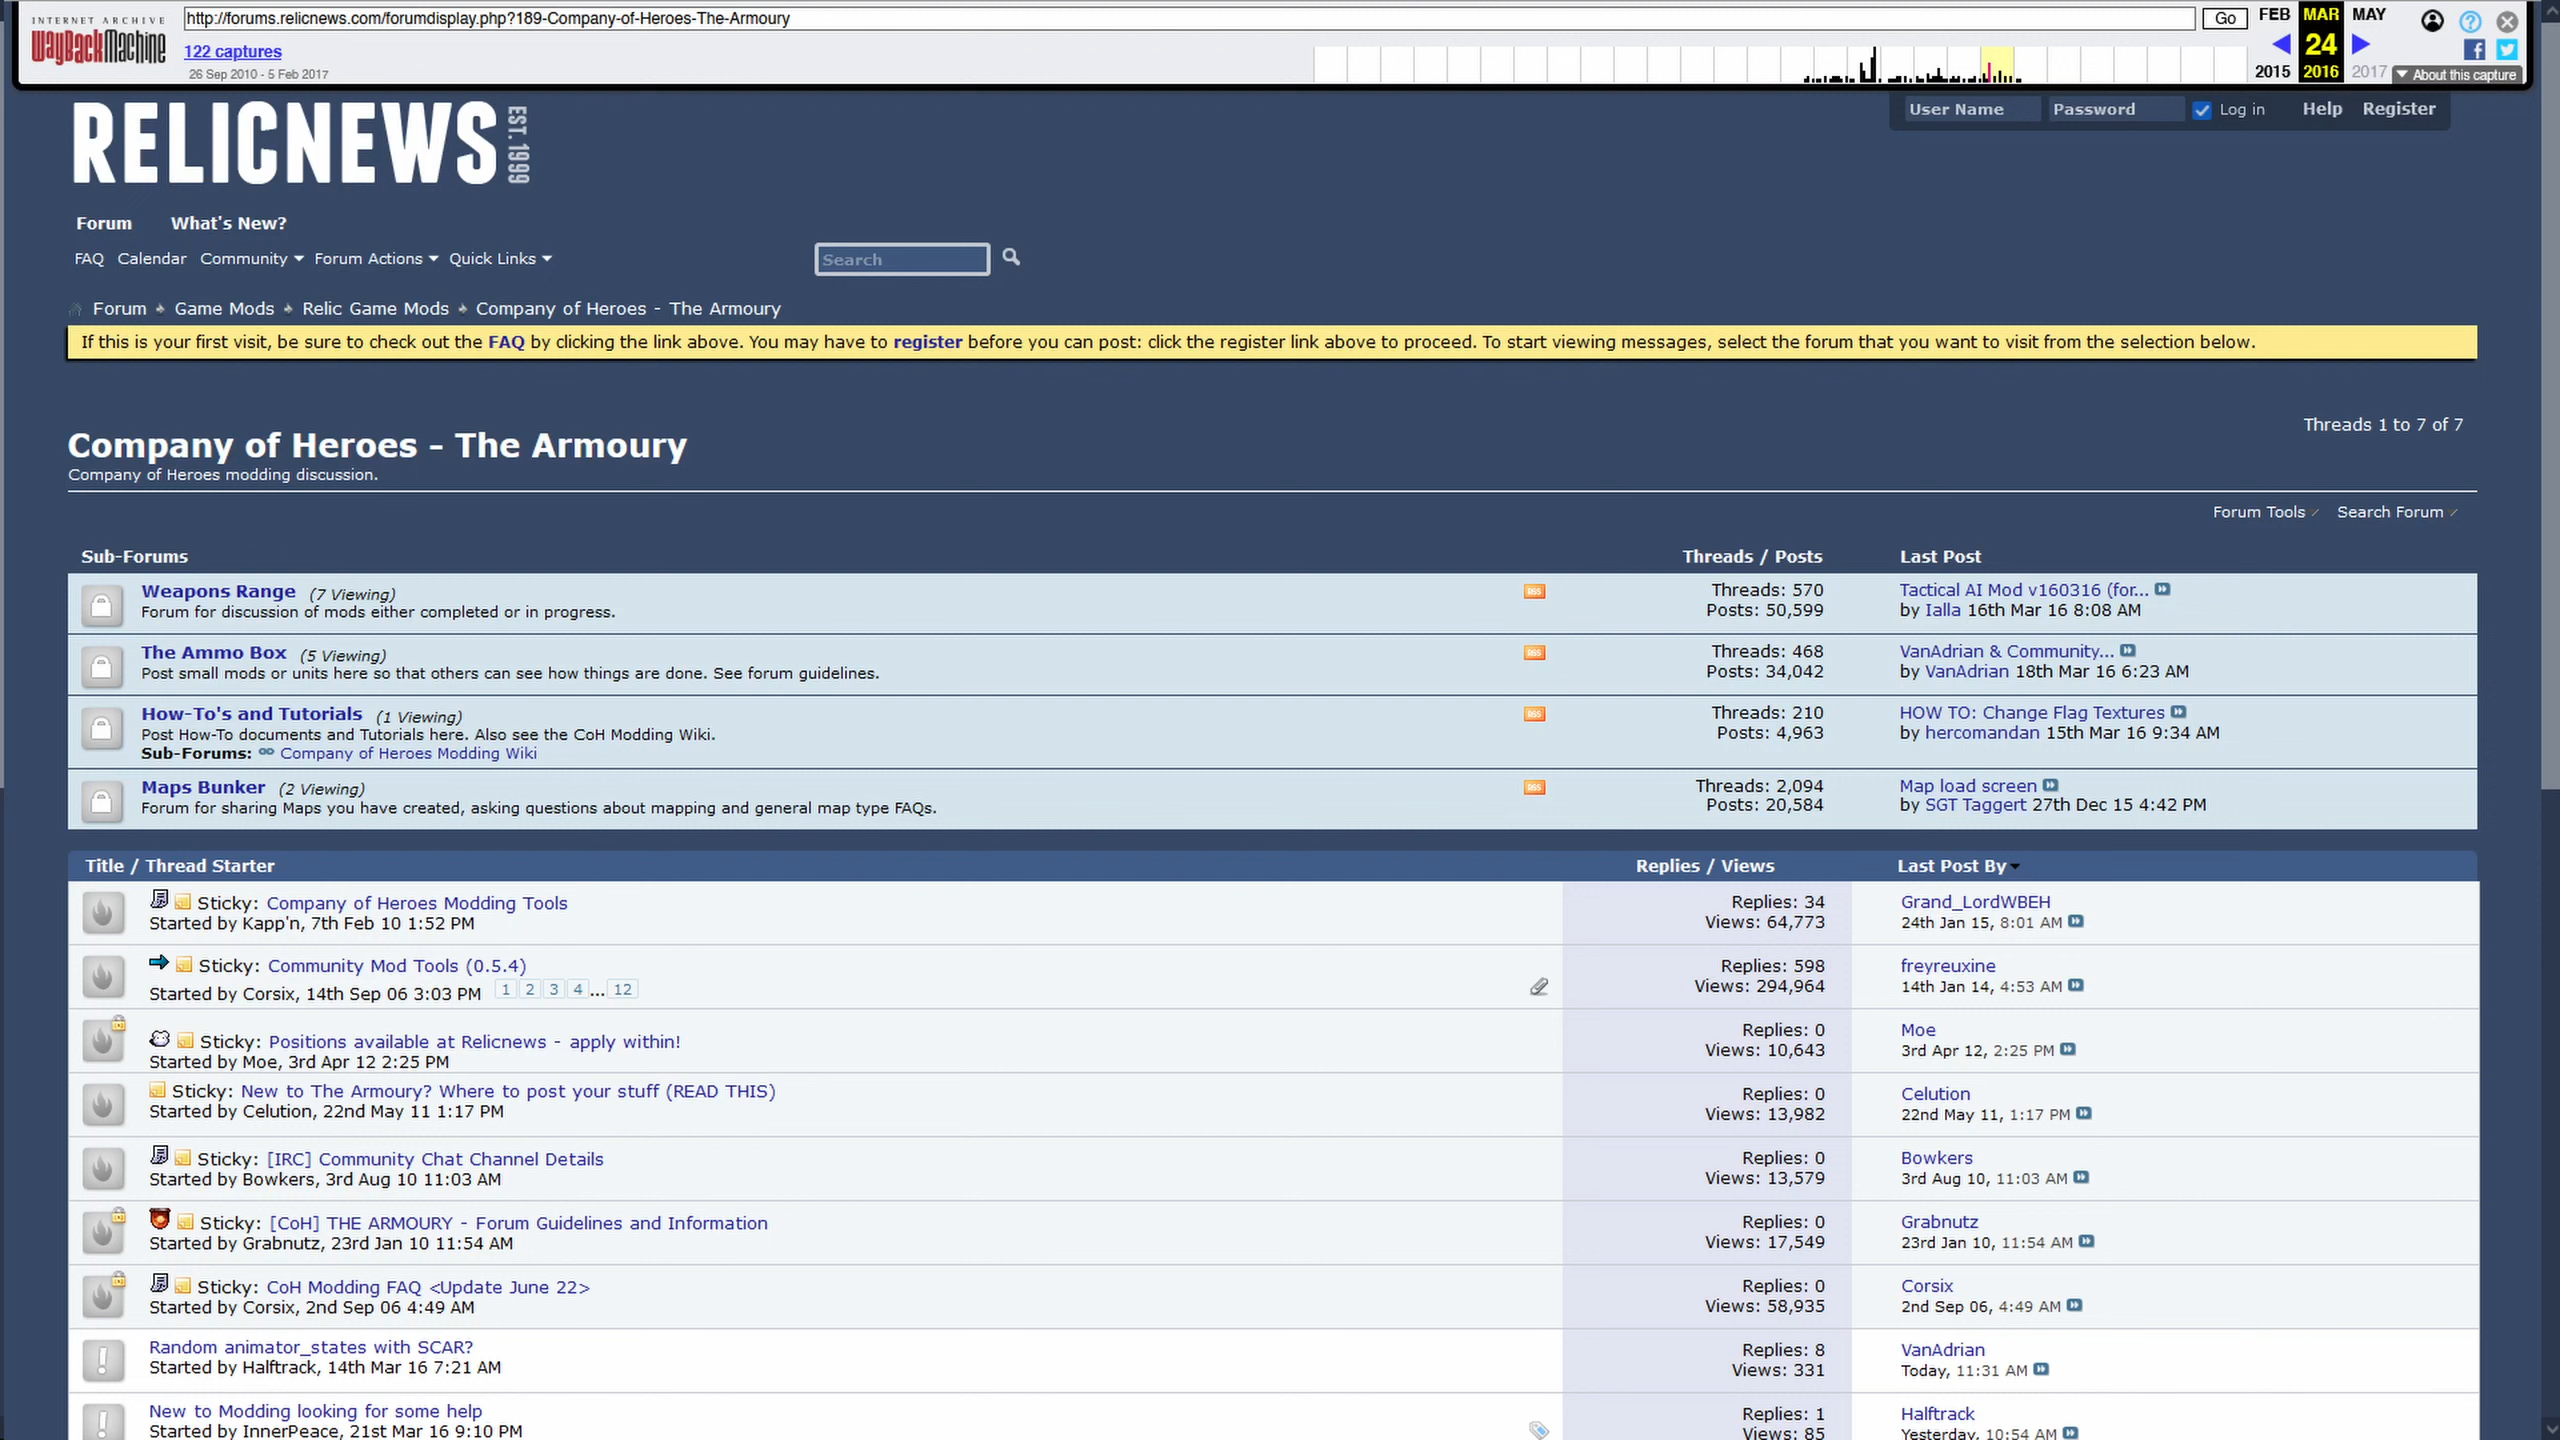 INTERNET ARCHIVE
WayBackMachine
http://forums.relicnews.com/forumdisplay.php?189-Company-of-Heroes-The-Armoury
Go
FEB MAR MAY
122 captures
24
26 Sep 2010 - 5 Feb 2017
2015 2016 2017
About this capture
RELICNEWS EST.1999
User Name Password Log in Help Register
Forum What's New?
FAQ Calendar Community Forum Actions Quick Links
Search
Forum Game Mods Relic Game Mods Company of Heroes - The Armoury
If this is your first visit, be sure to check out the FAQ by clicking the link above. You may have to register before you can post: click the register link above to proceed. To start viewing messages, select the forum that you want to visit from the selection below.
Threads 1 to 7 of 7
Company of Heroes - The Armoury
Company of Heroes modding discussion.
Forum Tools Search Forum
Sub-Forums Threads / Posts Last Post
Weapons Range (7 Viewing) RSS Threads: 570 Tactical AI Mod v160316 (for...
Forum for discussion of mods either completed or in progress. Posts: 50,599 by Ialla 16th Mar 16 8:08 AM
The Ammo Box (5 Viewing) RSS Threads: 468 VanAdrian & Community...
Post small mods or units here so that others can see how things are done. See forum guidelines. Posts: 34,042 by VanAdrian 18th Mar 16 6:23 AM
How-To's and Tutorials (1 Viewing) RSS Threads: 210 HOW TO: Change Flag Textures
Post How-To documents and Tutorials here. Also see the CoH Modding Wiki. Posts: 4,963 by hercomandan 15th Mar 16 9:34 AM
Sub-Forums: Company of Heroes Modding Wiki
Maps Bunker (2 Viewing) RSS Threads: 2,094 Map load screen
Forum for sharing Maps you have created, asking questions about mapping and general map type FAQs. Posts: 20,584 by SGT Taggert 27th Dec 15 4:42 PM
Title / Thread Starter Replies / Views Last Post By
Sticky: Company of Heroes Modding Tools Replies: 34 Grand_LordWBEH
Started by Kapp'n, 7th Feb 10 1:52 PM Views: 64,773 24th Jan 15, 8:01 AM
Sticky: Community Mod Tools (0.5.4) Replies: 598 freyreuxine
Started by Corsix, 14th Sep 06 3:03 PM 1 2 3 4 ... 12 Views: 294,964 14th Jan 14, 4:53 AM
Sticky: Positions available at Relicnews - apply within! Replies: 0 Moe
Started by Moe, 3rd Apr 12 2:25 PM Views: 10,643 3rd Apr 12, 2:25 PM
Sticky: New to The Armoury? Where to post your stuff (READ THIS) Replies: 0 Celution
Started by Celution, 22nd May 11 1:17 PM Views: 13,982 22nd May 11, 1:17 PM
Sticky: [IRC] Community Chat Channel Details Replies: 0 Bowkers
Started by Bowkers, 3rd Aug 10 11:03 AM Views: 13,579 3rd Aug 10, 11:03 AM
Sticky: [CoH] THE ARMOURY - Forum Guidelines and Information Replies: 0 Grabnutz
Started by Grabnutz, 23rd Jan 10 11:54 AM Views: 17,549 23rd Jan 10, 11:54 AM
Sticky: CoH Modding FAQ <Update June 22> Replies: 0 Corsix
Started by Corsix, 2nd Sep 06 4:49 AM Views: 58,935 2nd Sep 06, 4:49 AM
Random animator_states with SCAR? Replies: 8 VanAdrian
Started by Halftrack, 14th Mar 16 7:21 AM Views: 331 Today, 11:31 AM
New to Modding looking for some help Replies: 1 Halftrack
Started by InnerPeace, 21st Mar 16 9:10 PM Views: 85 Yesterday, 10:54 AM